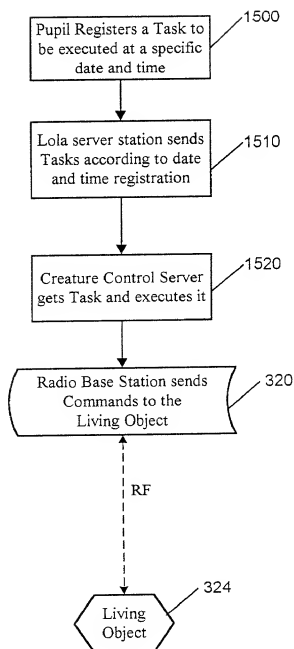 Pupil Registers a Task to
be executed at a specific
date and time
1500
Lola server station sends
Tasks according to date
and time registration
1510
Creature Control Server
gets Task and executes it
1520
Radio Base Station sends
Commands to the
Living Object
320
RF
324
Living
Object